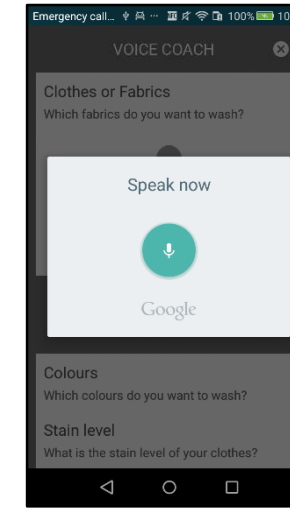 Emergency call... 100% 10
VOICE COACH
Clothes or Fabrics
Which fabrics do you want to wash?
Speak now
Google
Colours
Which colours do you want to wash?
Stain level
What is the stain level of your clothes?